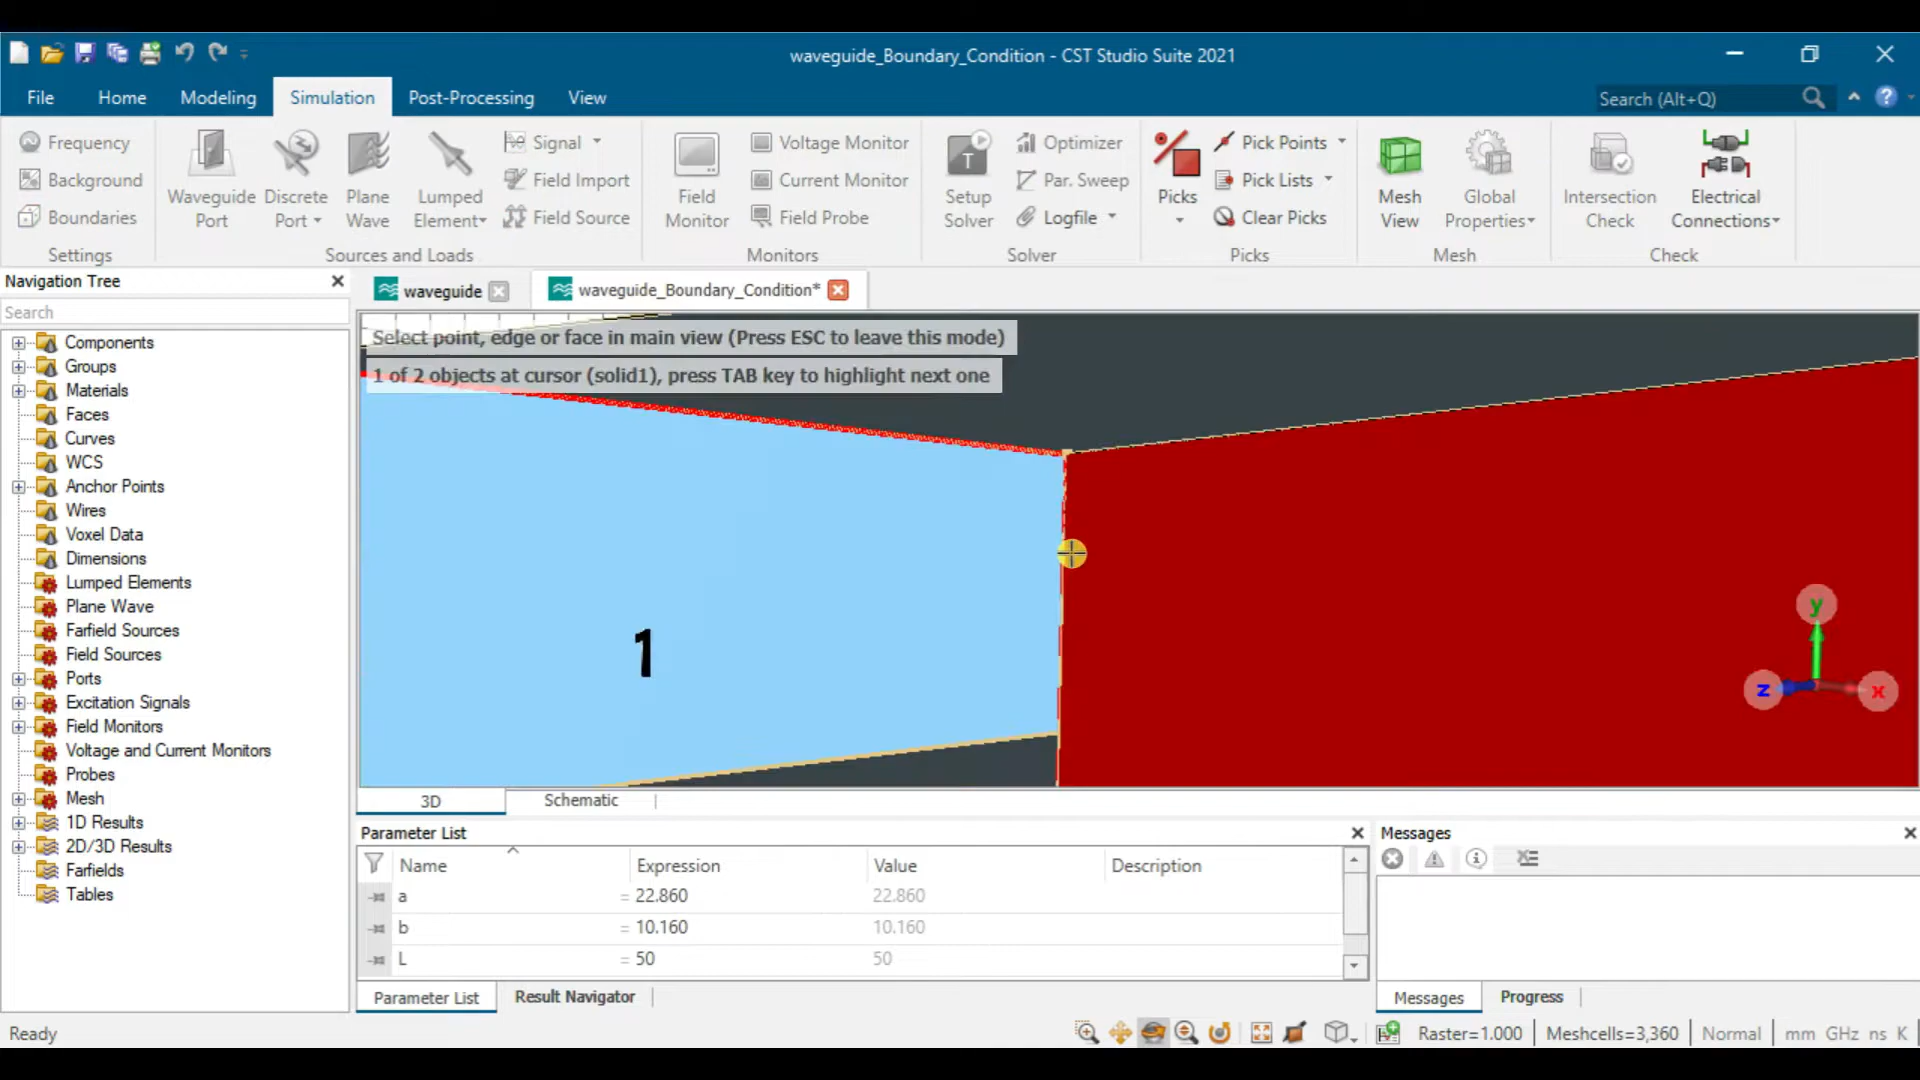 waveguide_Boundary_Condition - CST Studio Suite 2021
File Home Modeling Simulation Post-Processing View Search (Alt+Q)
Frequency
Background
Boundaries
Settings
Waveguide Port
Discrete Port
Plane Wave
Lumped Element
Signal
Field Import
Field Source
Sources and Loads
Field Monitor
Voltage Monitor
Current Monitor
Field Probe
Monitors
T
Setup Solver
Optimizer
Par. Sweep
Logfile
Solver
Picks
Pick Points
Pick Lists
Clear Picks
Picks
Mesh View
Global Properties
Mesh
Intersection Check
Electrical Connections
Check
Navigation Tree
Search
Components
Groups
Materials
Faces
Curves
WCS
Anchor Points
Wires
Voxel Data
Dimensions
Lumped Elements
Plane Wave
Farfield Sources
Field Sources
Ports
Excitation Signals
Field Monitors
Voltage and Current Monitors
Probes
Mesh
1D Results
2D/3D Results
Farfields
Tables
waveguide
waveguide_Boundary_Condition*
Select point, edge or face in main view (Press ESC to leave this mode)
1 of 2 objects at cursor (solid1), press TAB key to highlight next one
1
y
z
x
3D Schematic
Parameter List
Name Expression Value Description
a = 22.860 22.860
b = 10.160 10.160
L = 50 50
Parameter List Result Navigator
Messages
Messages Progress
Ready
Raster=1.000 Meshcells=3,360 Normal mm GHz ns K